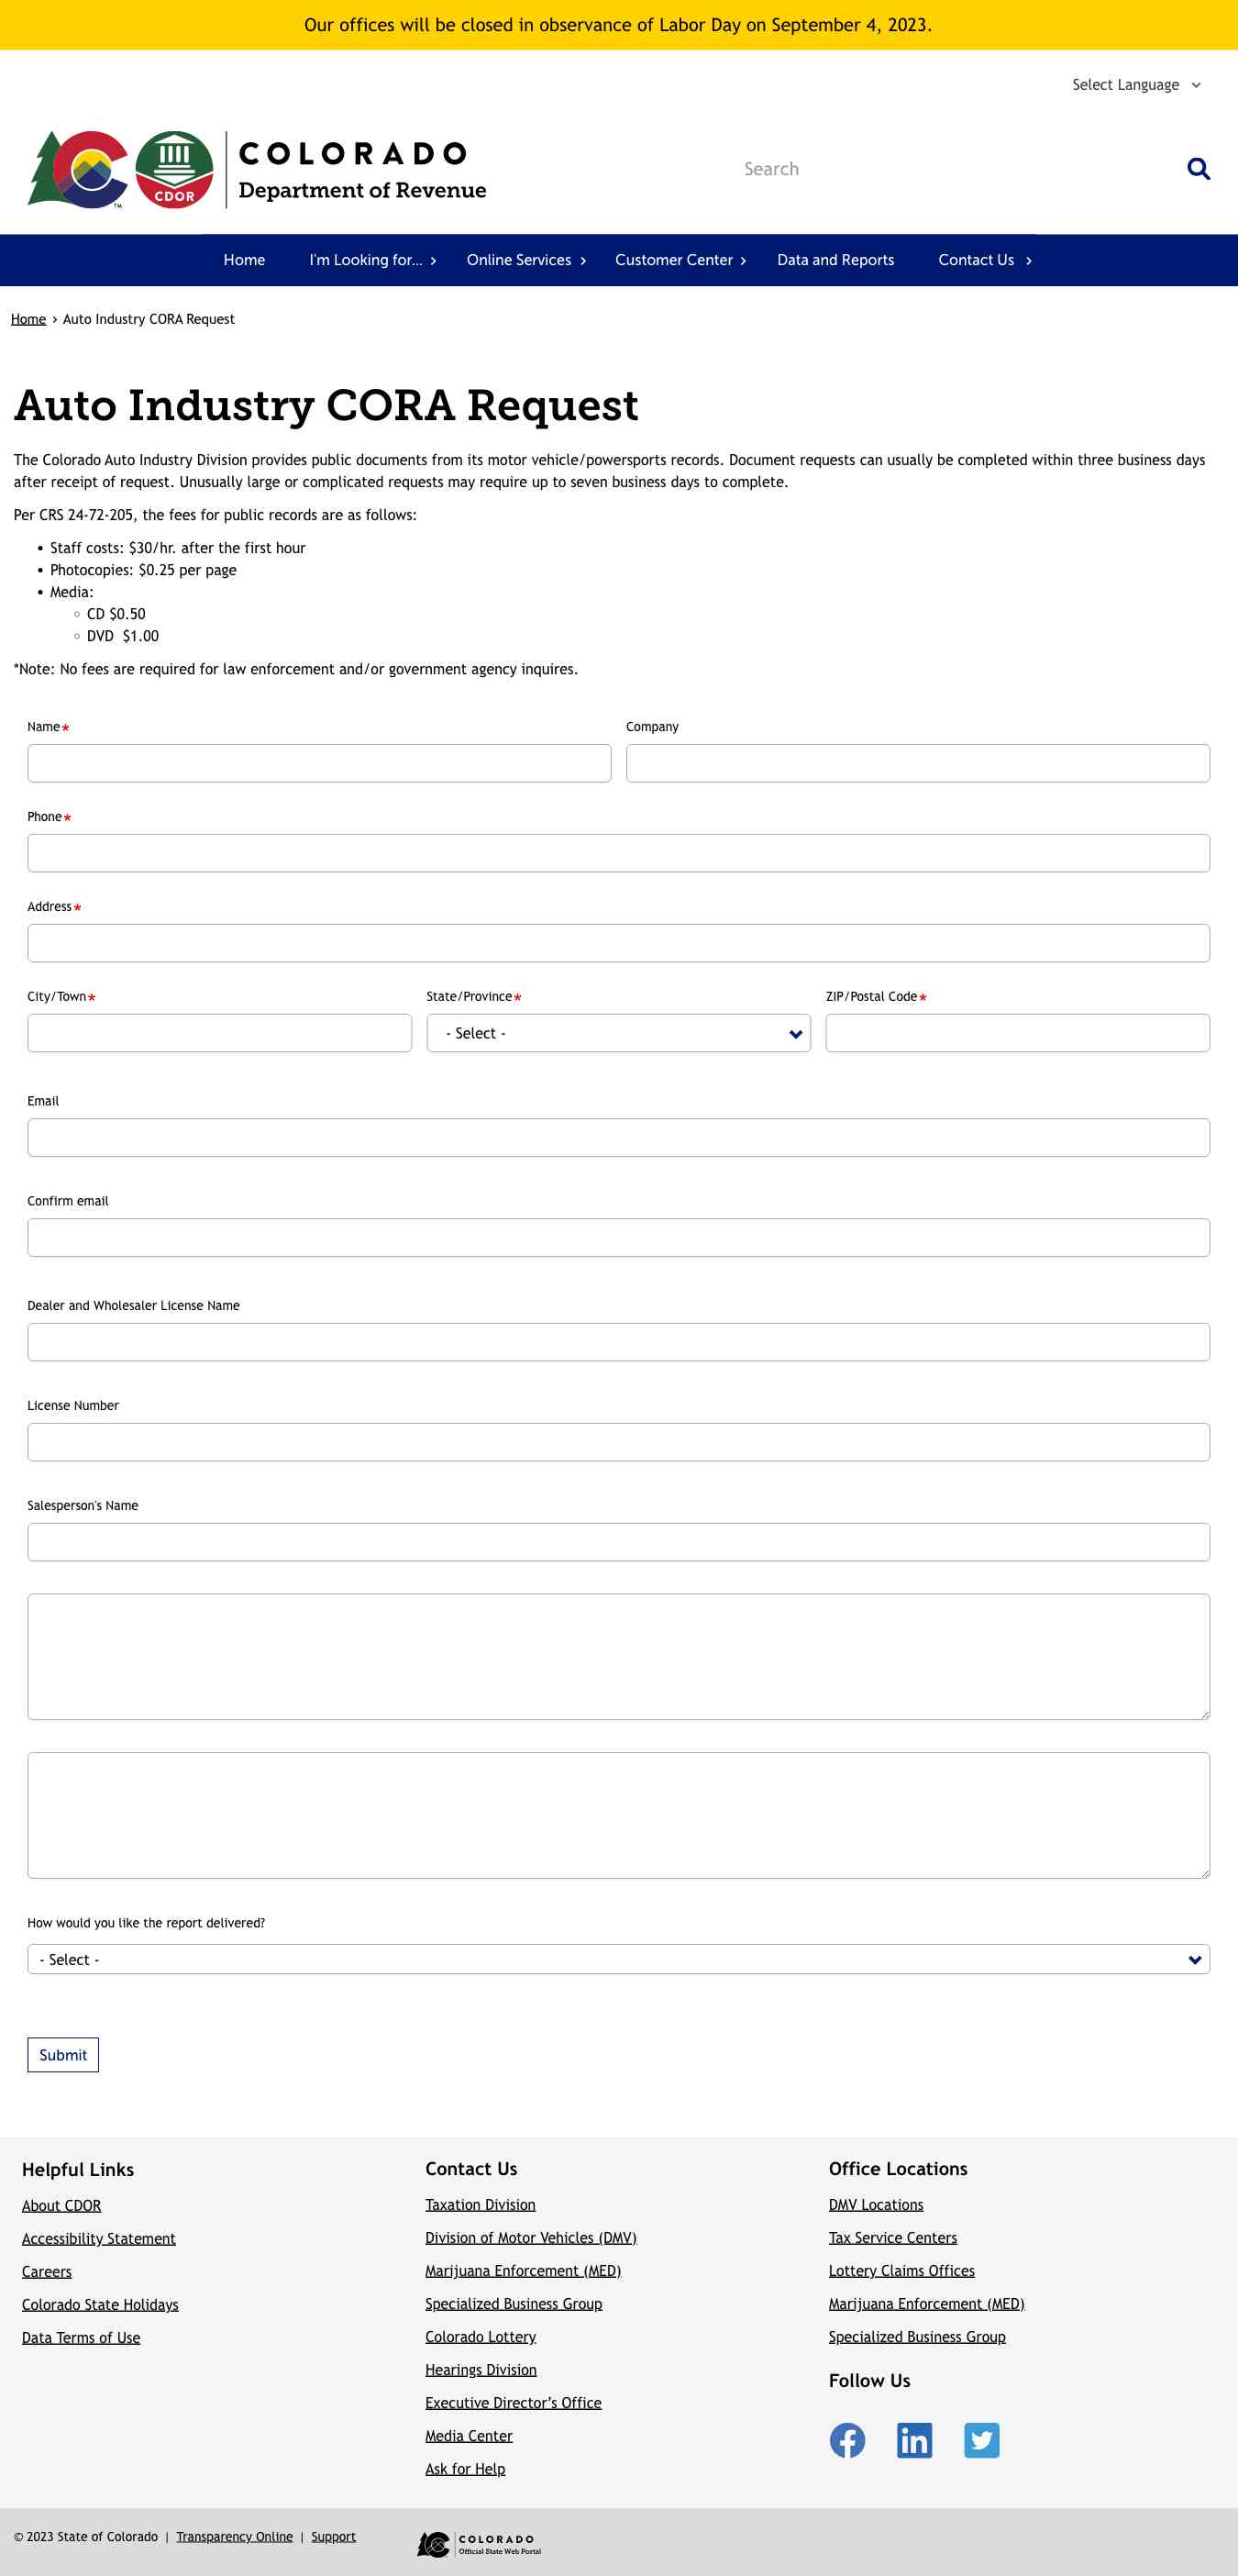 Our offices will be closed in observance of Labor Day on September 4, 2023.
Select Language
CDOR
TM
COLORADO
Department of Revenue
Search
Home
I'm Looking for...
Online Services
Customer Center
Data and Reports
Contact Us
Home › Auto Industry CORA Request
Auto Industry CORA Request
The Colorado Auto Industry Division provides public documents from its motor vehicle/powersports records. Document requests can usually be completed within three business days
after receipt of request. Unusually large or complicated requests may require up to seven business days to complete.
Per CRS 24-72-205, the fees for public records are as follows:
• Staff costs: $30/hr. after the first hour
• Photocopies: $0.25 per page
• Media:
◦ CD $0.50
◦ DVD  $1.00
*Note: No fees are required for law enforcement and/or government agency inquires.
Name*
Company
Phone*
Address*
City/Town*
State/Province*
ZIP/Postal Code*
- Select -
Email
Confirm email
Dealer and Wholesaler License Name
License Number
Salesperson's Name
How would you like the report delivered?
- Select -
Submit
Helpful Links
About CDOR
Accessibility Statement
Careers
Colorado State Holidays
Data Terms of Use
Contact Us
Taxation Division
Division of Motor Vehicles (DMV)
Marijuana Enforcement (MED)
Specialized Business Group
Colorado Lottery
Hearings Division
Executive Director’s Office
Media Center
Ask for Help
Office Locations
DMV Locations
Tax Service Centers
Lottery Claims Offices
Marijuana Enforcement (MED)
Specialized Business Group
Follow Us
© 2023 State of Colorado | Transparency Online | Support
COLORADO
Official State Web Portal